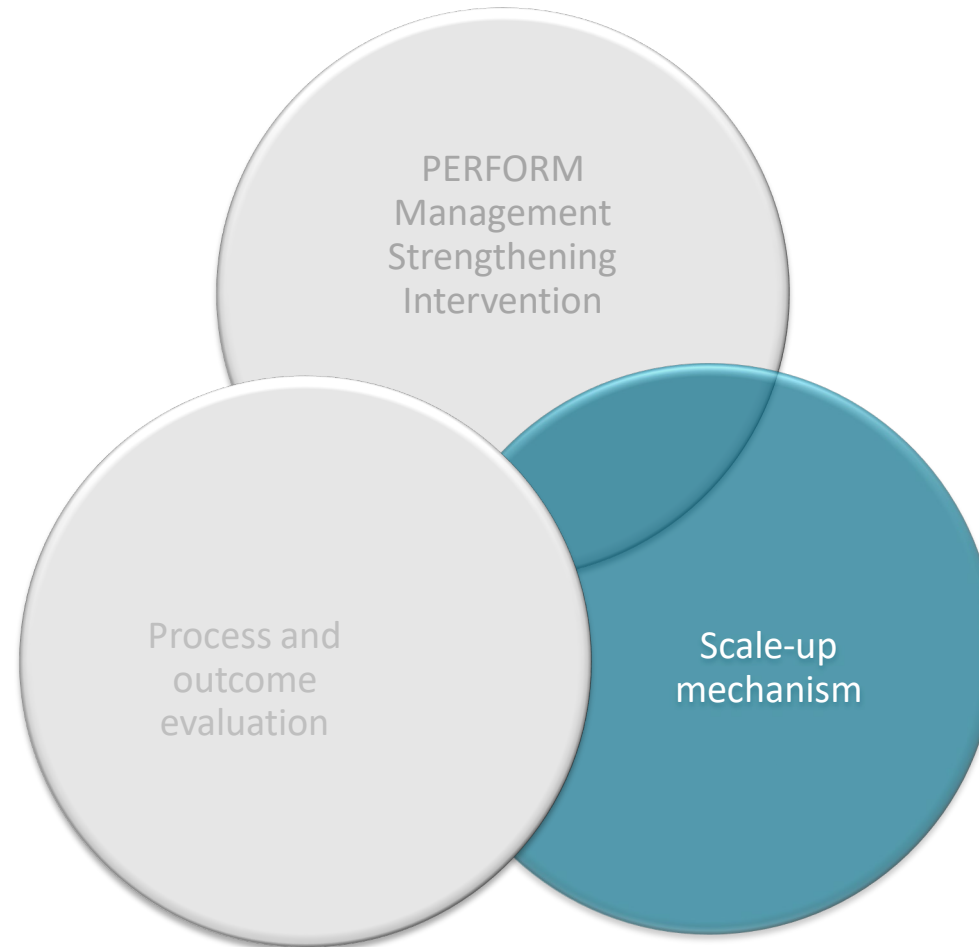 PERFORM
Management
Strengthening
Intervention
Process and
outcome
evaluation
Scale-up
mechanism